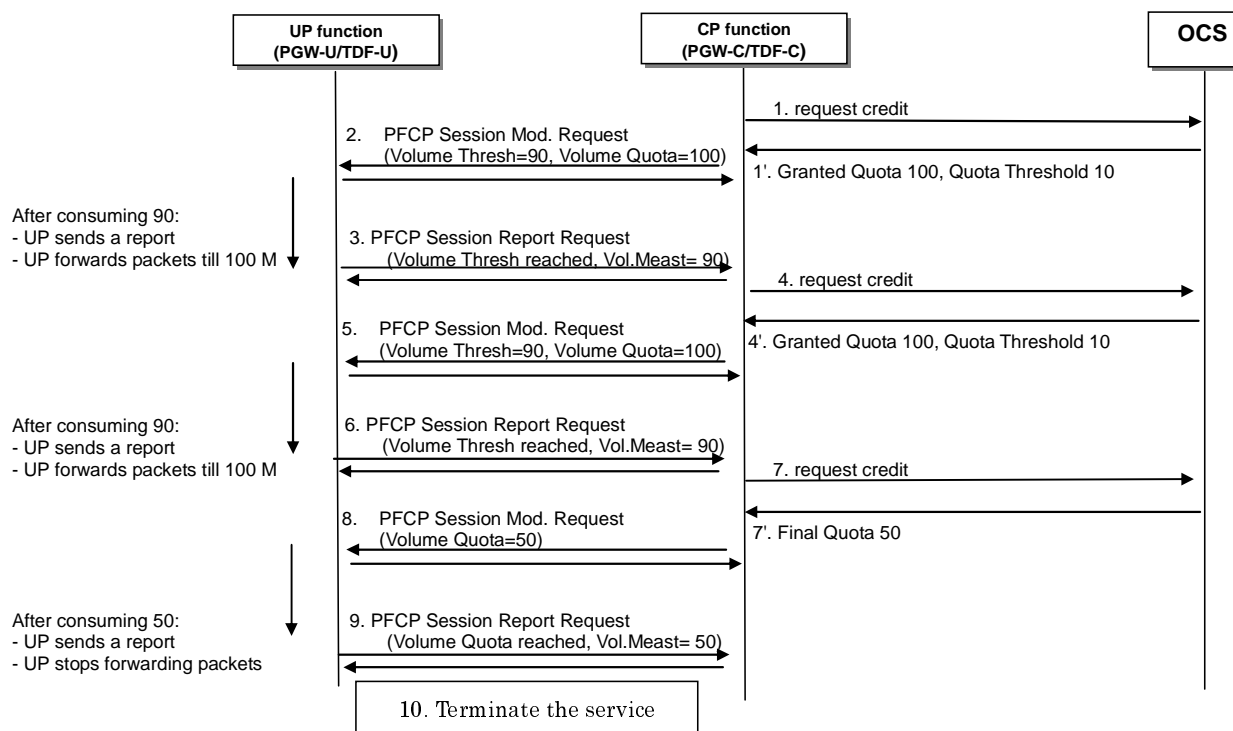 UP function
(PGW-U/TDF-U)
CP function
(PGW-C/TDF-C)
OCS
1. request credit
2. PFCP Session Mod. Request
(Volume Thresh=90, Volume Quota=100)
1'. Granted Quota 100, Quota Threshold 10
After consuming 90:
- UP sends a report
- UP forwards packets till 100 M
3. PFCP Session Report Request
(Volume Thresh reached, Vol.Meast= 90)
4. request credit
5. PFCP Session Mod. Request
(Volume Thresh=90, Volume Quota=100)
4'. Granted Quota 100, Quota Threshold 10
After consuming 90:
- UP sends a report
- UP forwards packets till 100 M
6. PFCP Session Report Request
(Volume Thresh reached, Vol.Meast= 90)
7. request credit
8. PFCP Session Mod. Request
(Volume Quota=50)
7'. Final Quota 50
After consuming 50:
- UP sends a report
- UP stops forwarding packets
9. PFCP Session Report Request
(Volume Quota reached, Vol.Meast= 50)
10. Terminate the service